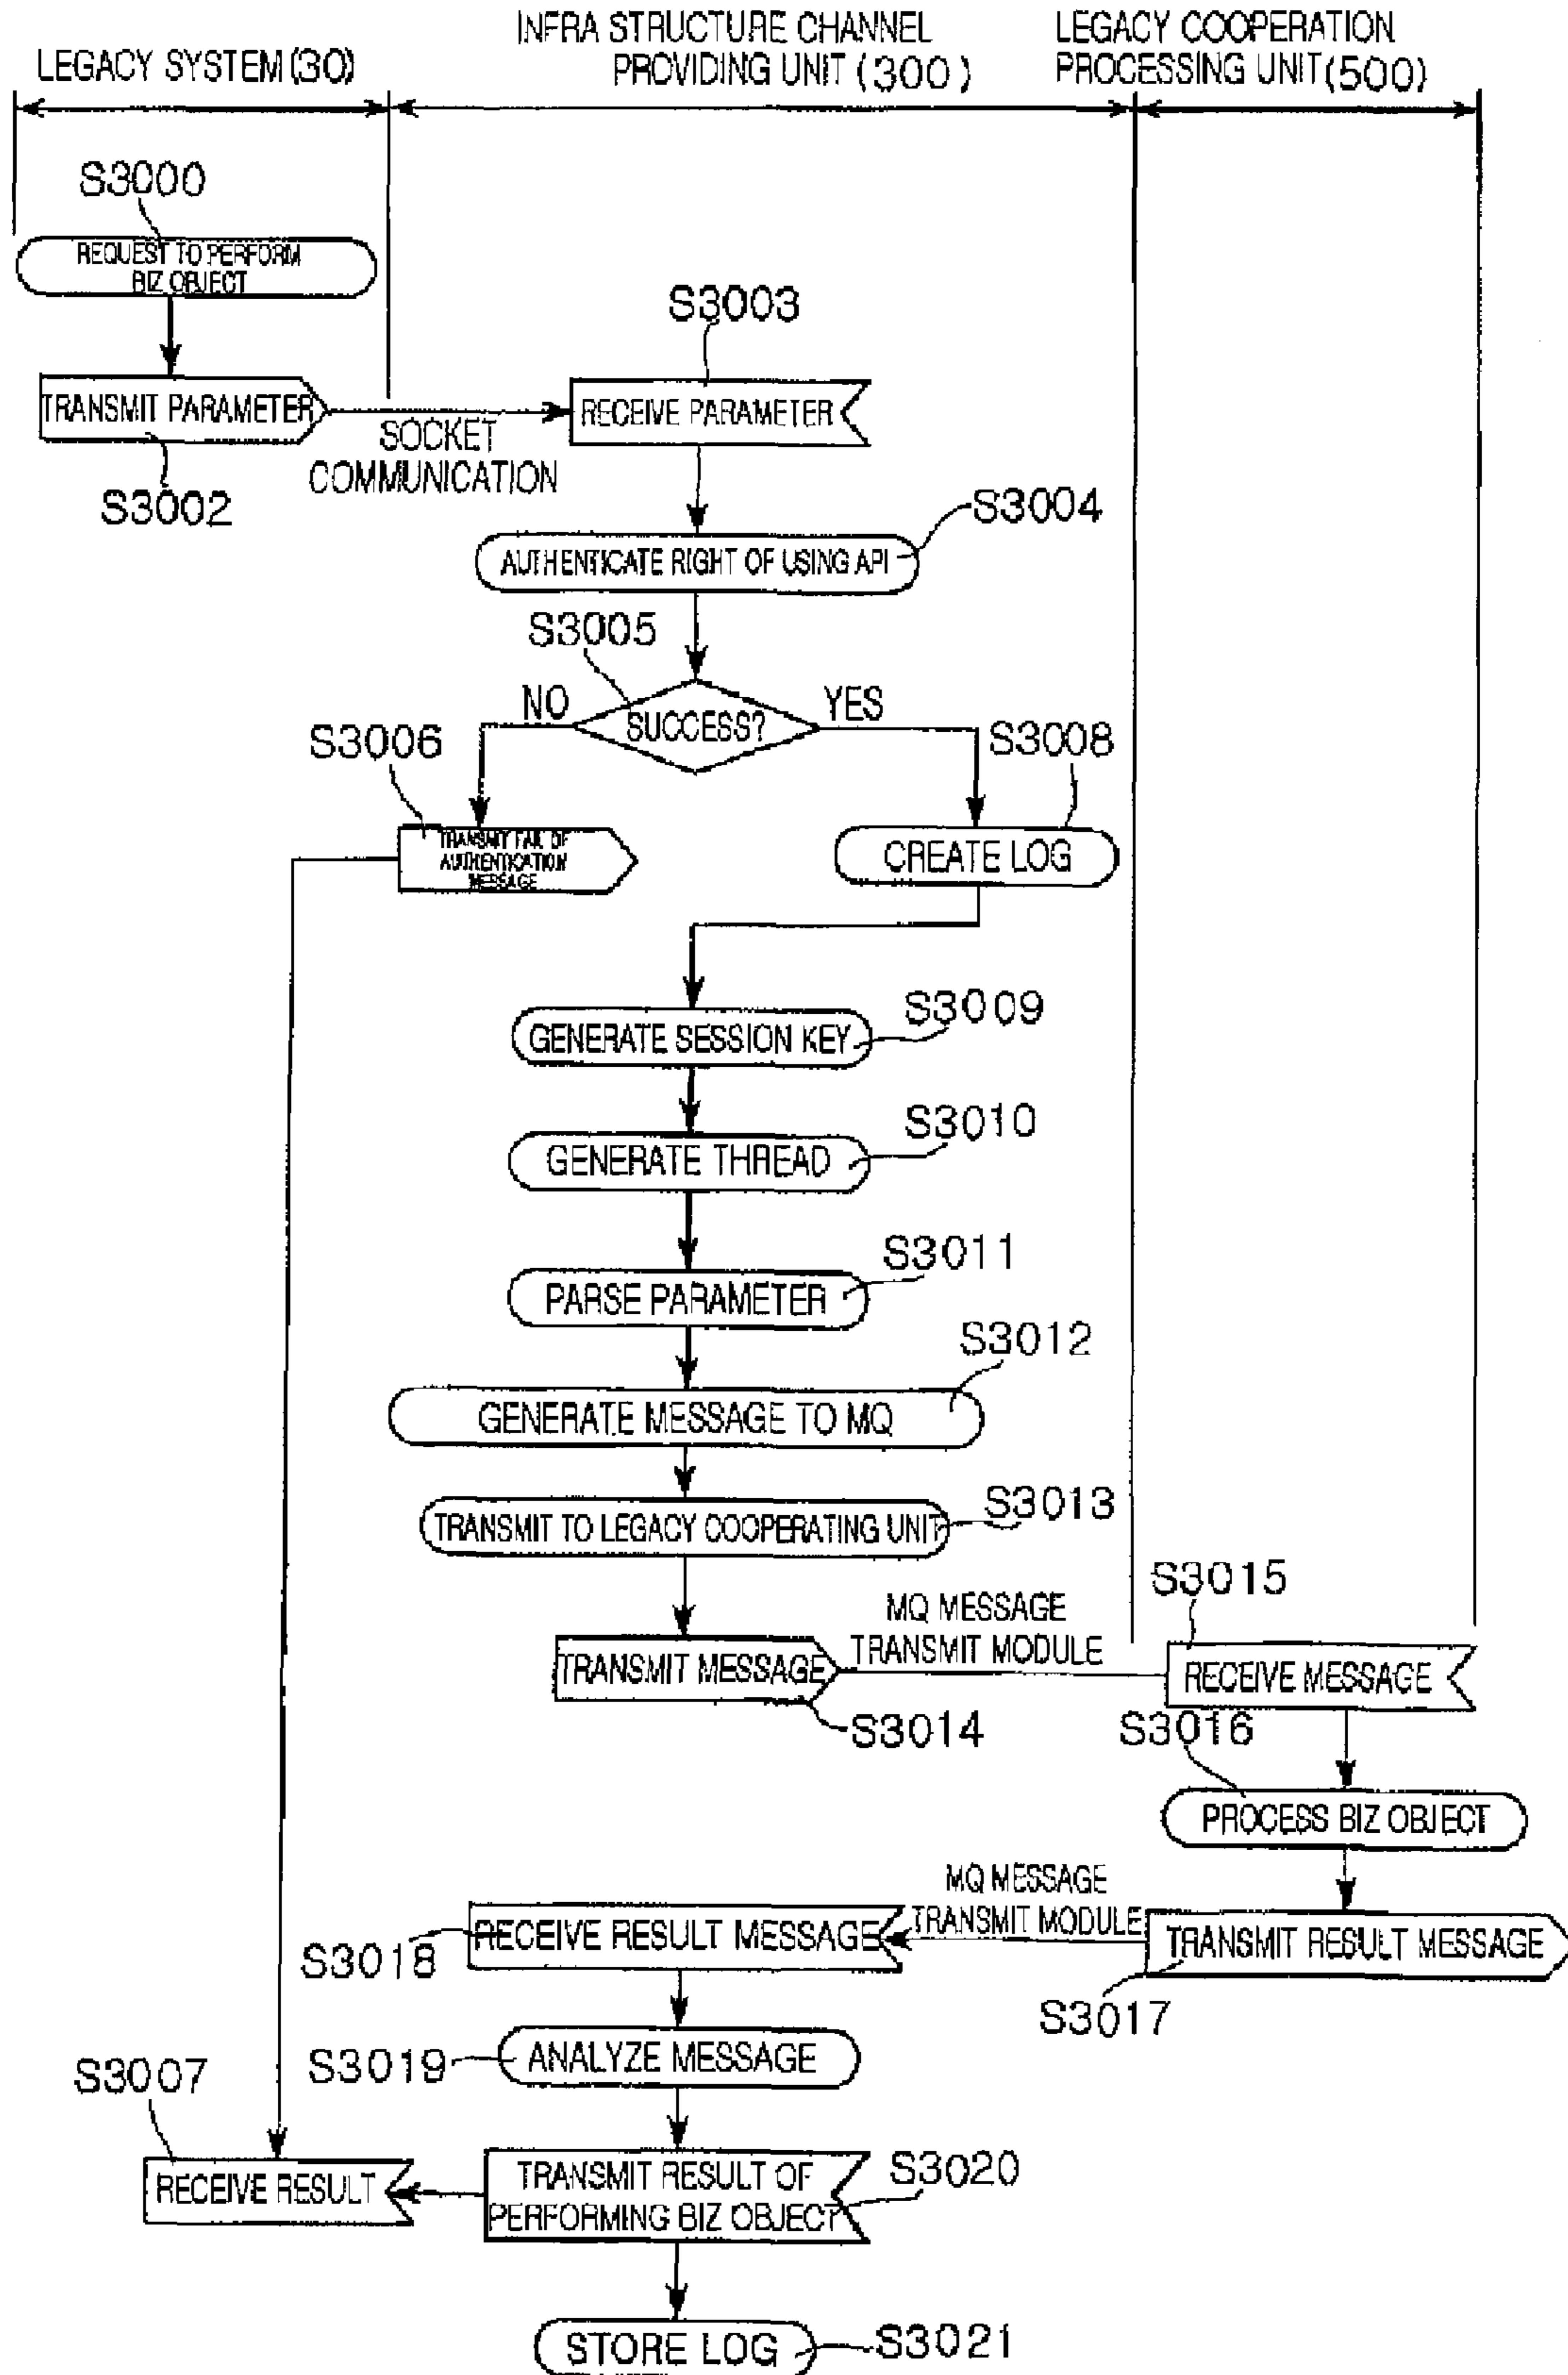 LEGACY SYSTEM (30)
INFRA STRUCTURE CHANNEL
PROVIDING UNIT (300)
LEGACY COOPERATION
PROCESSING UNIT (500)
S3000
REQUEST TO PERFORM
BIZ OBJECT
S3003
TRANSMIT PARAMETER
RECEIVE PARAMETER
SOCKET
COMMUNICATION
S3002
S3004
AUTHENTICATE RIGHT OF USING API
S3005
NO
SUCCESS?
YES
S3006
S3008
TRANSMIT FAIL OF
AUTHENTICATION
MESSAGE
CREATE LOG
S3009
GENERATE SESSION KEY
S3010
GENERATE THREAD
S3011
PARSE PARAMETER
S3012
GENERATE MESSAGE TO MQ
S3013
TRANSMIT TO LEGACY COOPERATING UNIT
S3015
MQ MESSAGE
TRANSMIT MODULE
TRANSMIT MESSAGE
RECEIVE MESSAGE
S3014
S3016
PROCESS BIZ OBJECT
MQ MESSAGE
TRANSMIT MODULE
RECEIVE RESULT MESSAGE
TRANSMIT RESULT MESSAGE
S3018
S3017
S3019
ANALYZE MESSAGE
S3007
RECEIVE RESULT
TRANSMIT RESULT OF
PERFORMING BIZ OBJECT
S3020
STORE LOG
S3021